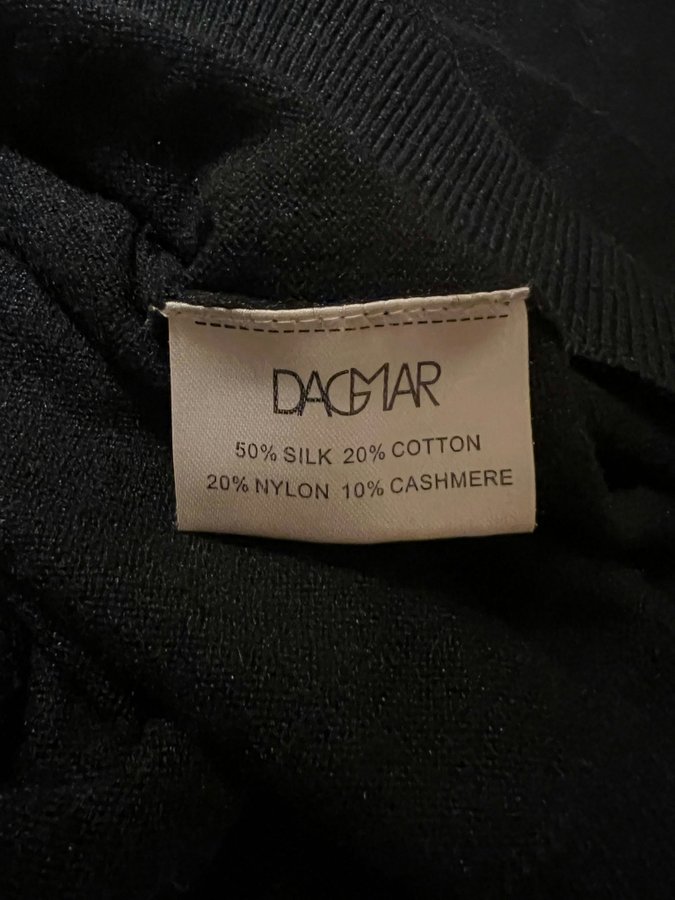 DAGMAR
50% SILK 20% COTTON
20% NYLON 10% CASHMERE